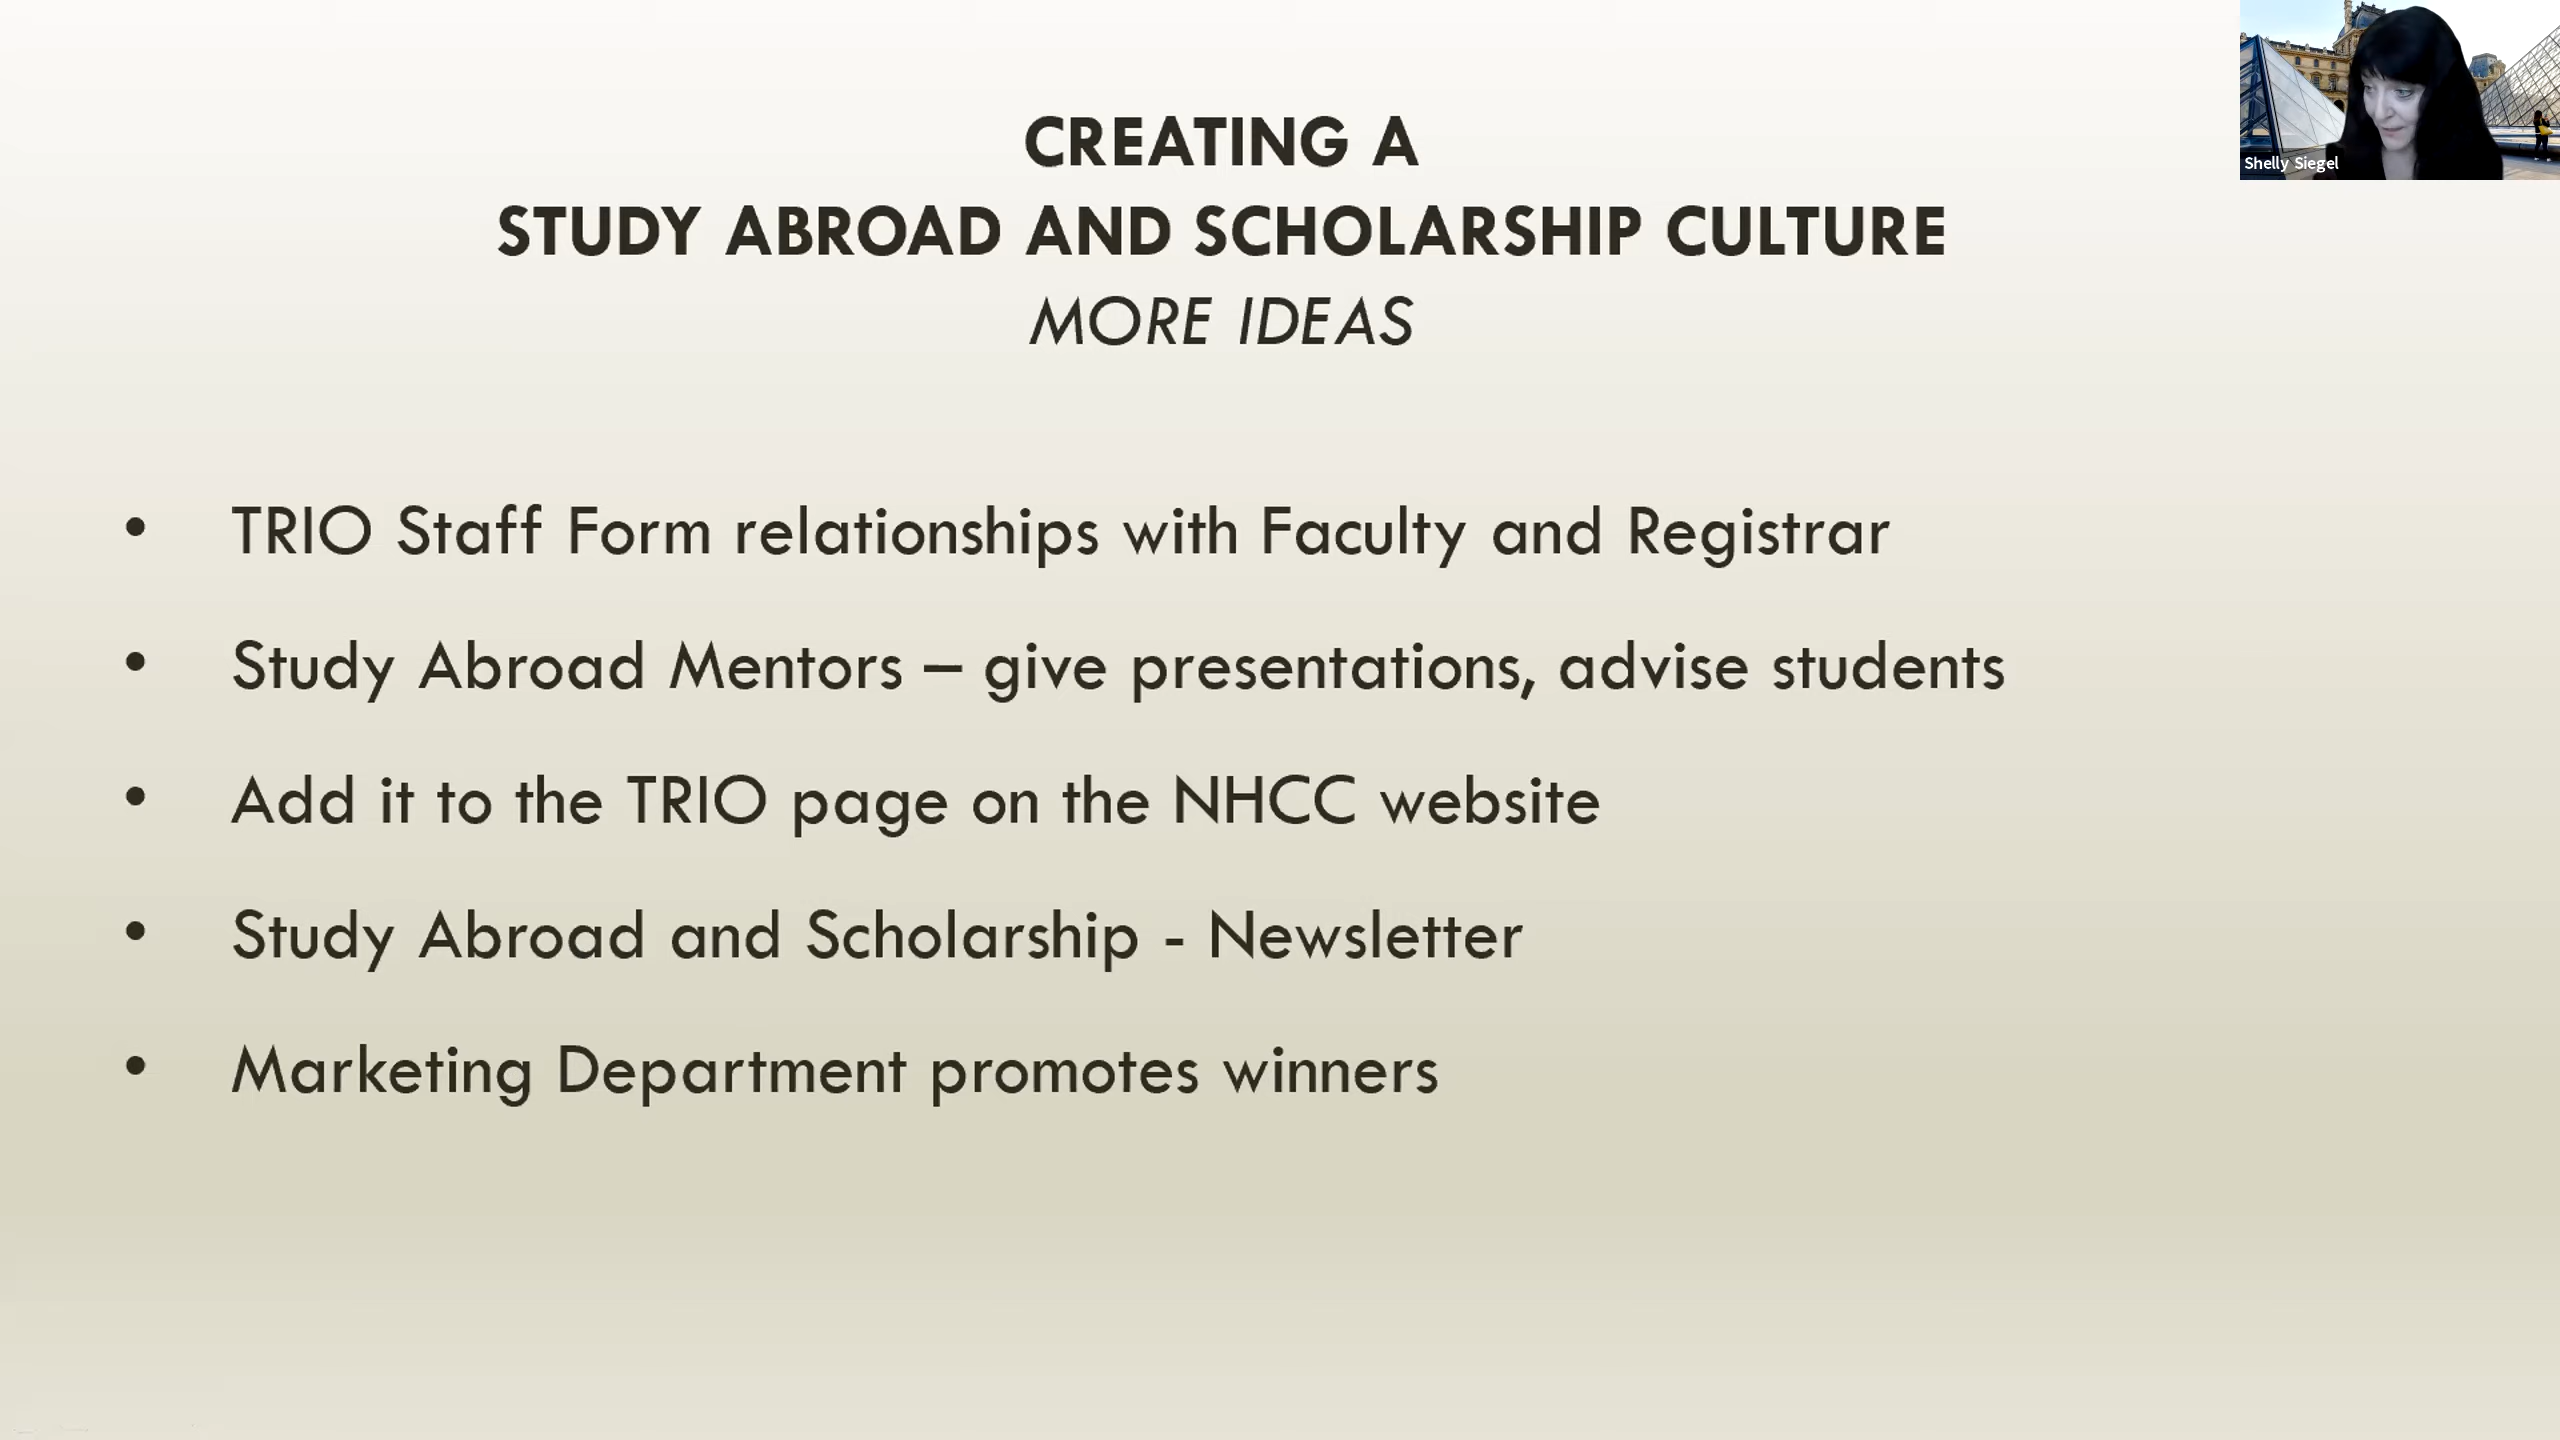 CREATING A
STUDY ABROAD AND SCHOLARSHIP CULTURE
MORE IDEAS
• TRIO Staff Form relationships with Faculty and Registrar
• Study Abroad Mentors – give presentations, advise students
• Add it to the TRIO page on the NHCC website
• Study Abroad and Scholarship - Newsletter
• Marketing Department promotes winners
Shelly Siegel